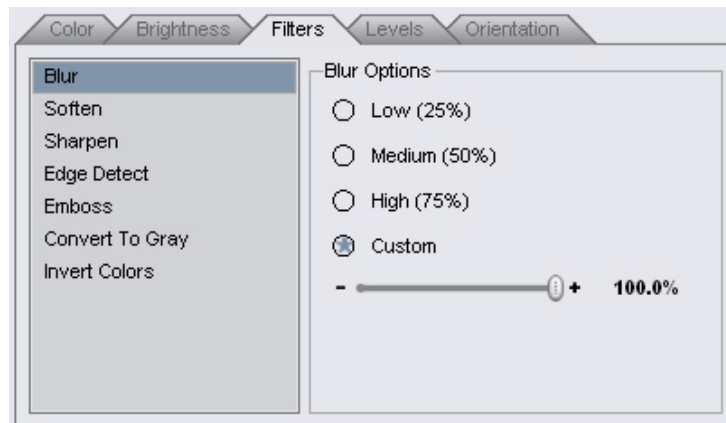 Color Brightness Filters Levels Orientation
Blur
Soften
Sharpen
Edge Detect
Emboss
Convert To Gray
Invert Colors
Blur Options
Low (25%)
Medium (50%)
High (75%)
Custom
- + 100.0%